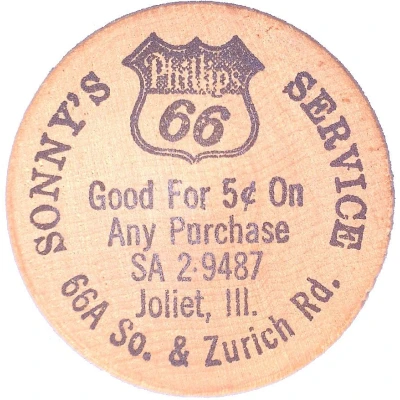 SONNY'S SERVICE
Phillips
66
Good For 5¢ On
Any Purchase
SA 2-9487
Joliet, Ill.
66A So. & Zurich Rd.